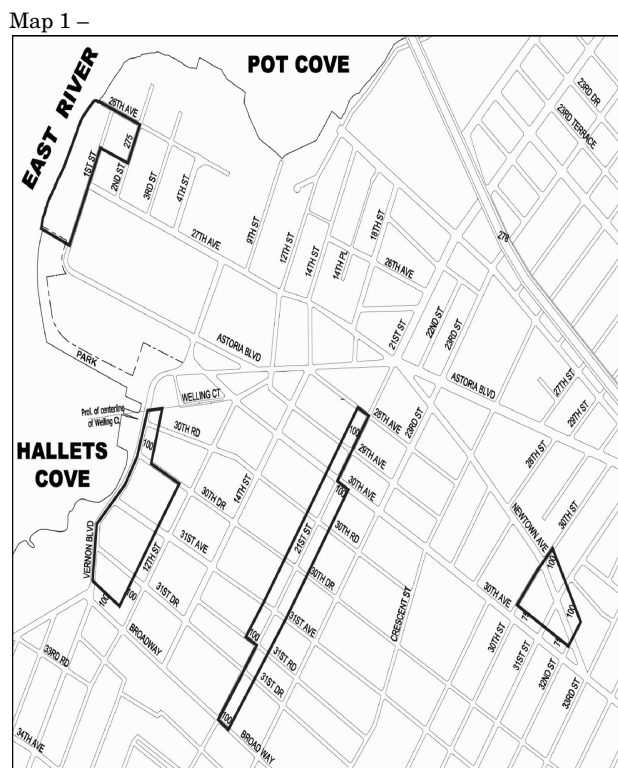 Map 1 –
POT COVE
EAST RIVER
26TH AVE
275
1ST ST
2ND ST
3RD ST
4TH ST
9TH ST
27TH AVE
12TH ST
14TH ST
14TH PL
18TH ST
26TH AVE
23RD DR
23RD TERRACE
278
21ST ST
22ND ST
23RD ST
ASTORIA BLVD
PARK
WELLING CT
ASTORIA BLVD
27TH ST
29TH ST
28TH ST
Prol. of centerline
of Welling Ct.
30TH RD
100
HALLETS
COVE
100
28TH AVE
29TH AVE
23RD ST
30TH AVE
100
30TH DR
14TH ST
21ST ST
30TH RD
NEWTOWN AVE
30TH ST
VERNON BLVD
31ST AVE
12TH ST
30TH DR
100
100
31ST DR
BROADWAY
100
31ST AVE
31ST RD
31ST DR
CRESCENT ST
30TH AVE
100
100
75
30TH ST
31ST ST
32ND ST
33RD ST
33RD RD
34TH AVE
100
BROADWAY